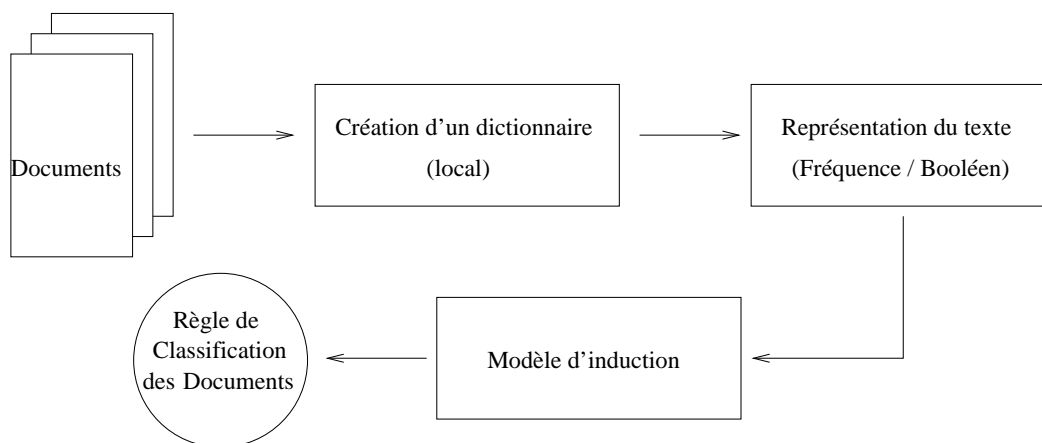 Documents
Création d'un dictionnaire
(local)
Représentation du texte
(Fréquence / Booléen)
Modèle d'induction
Règle de
Classification
des Documents